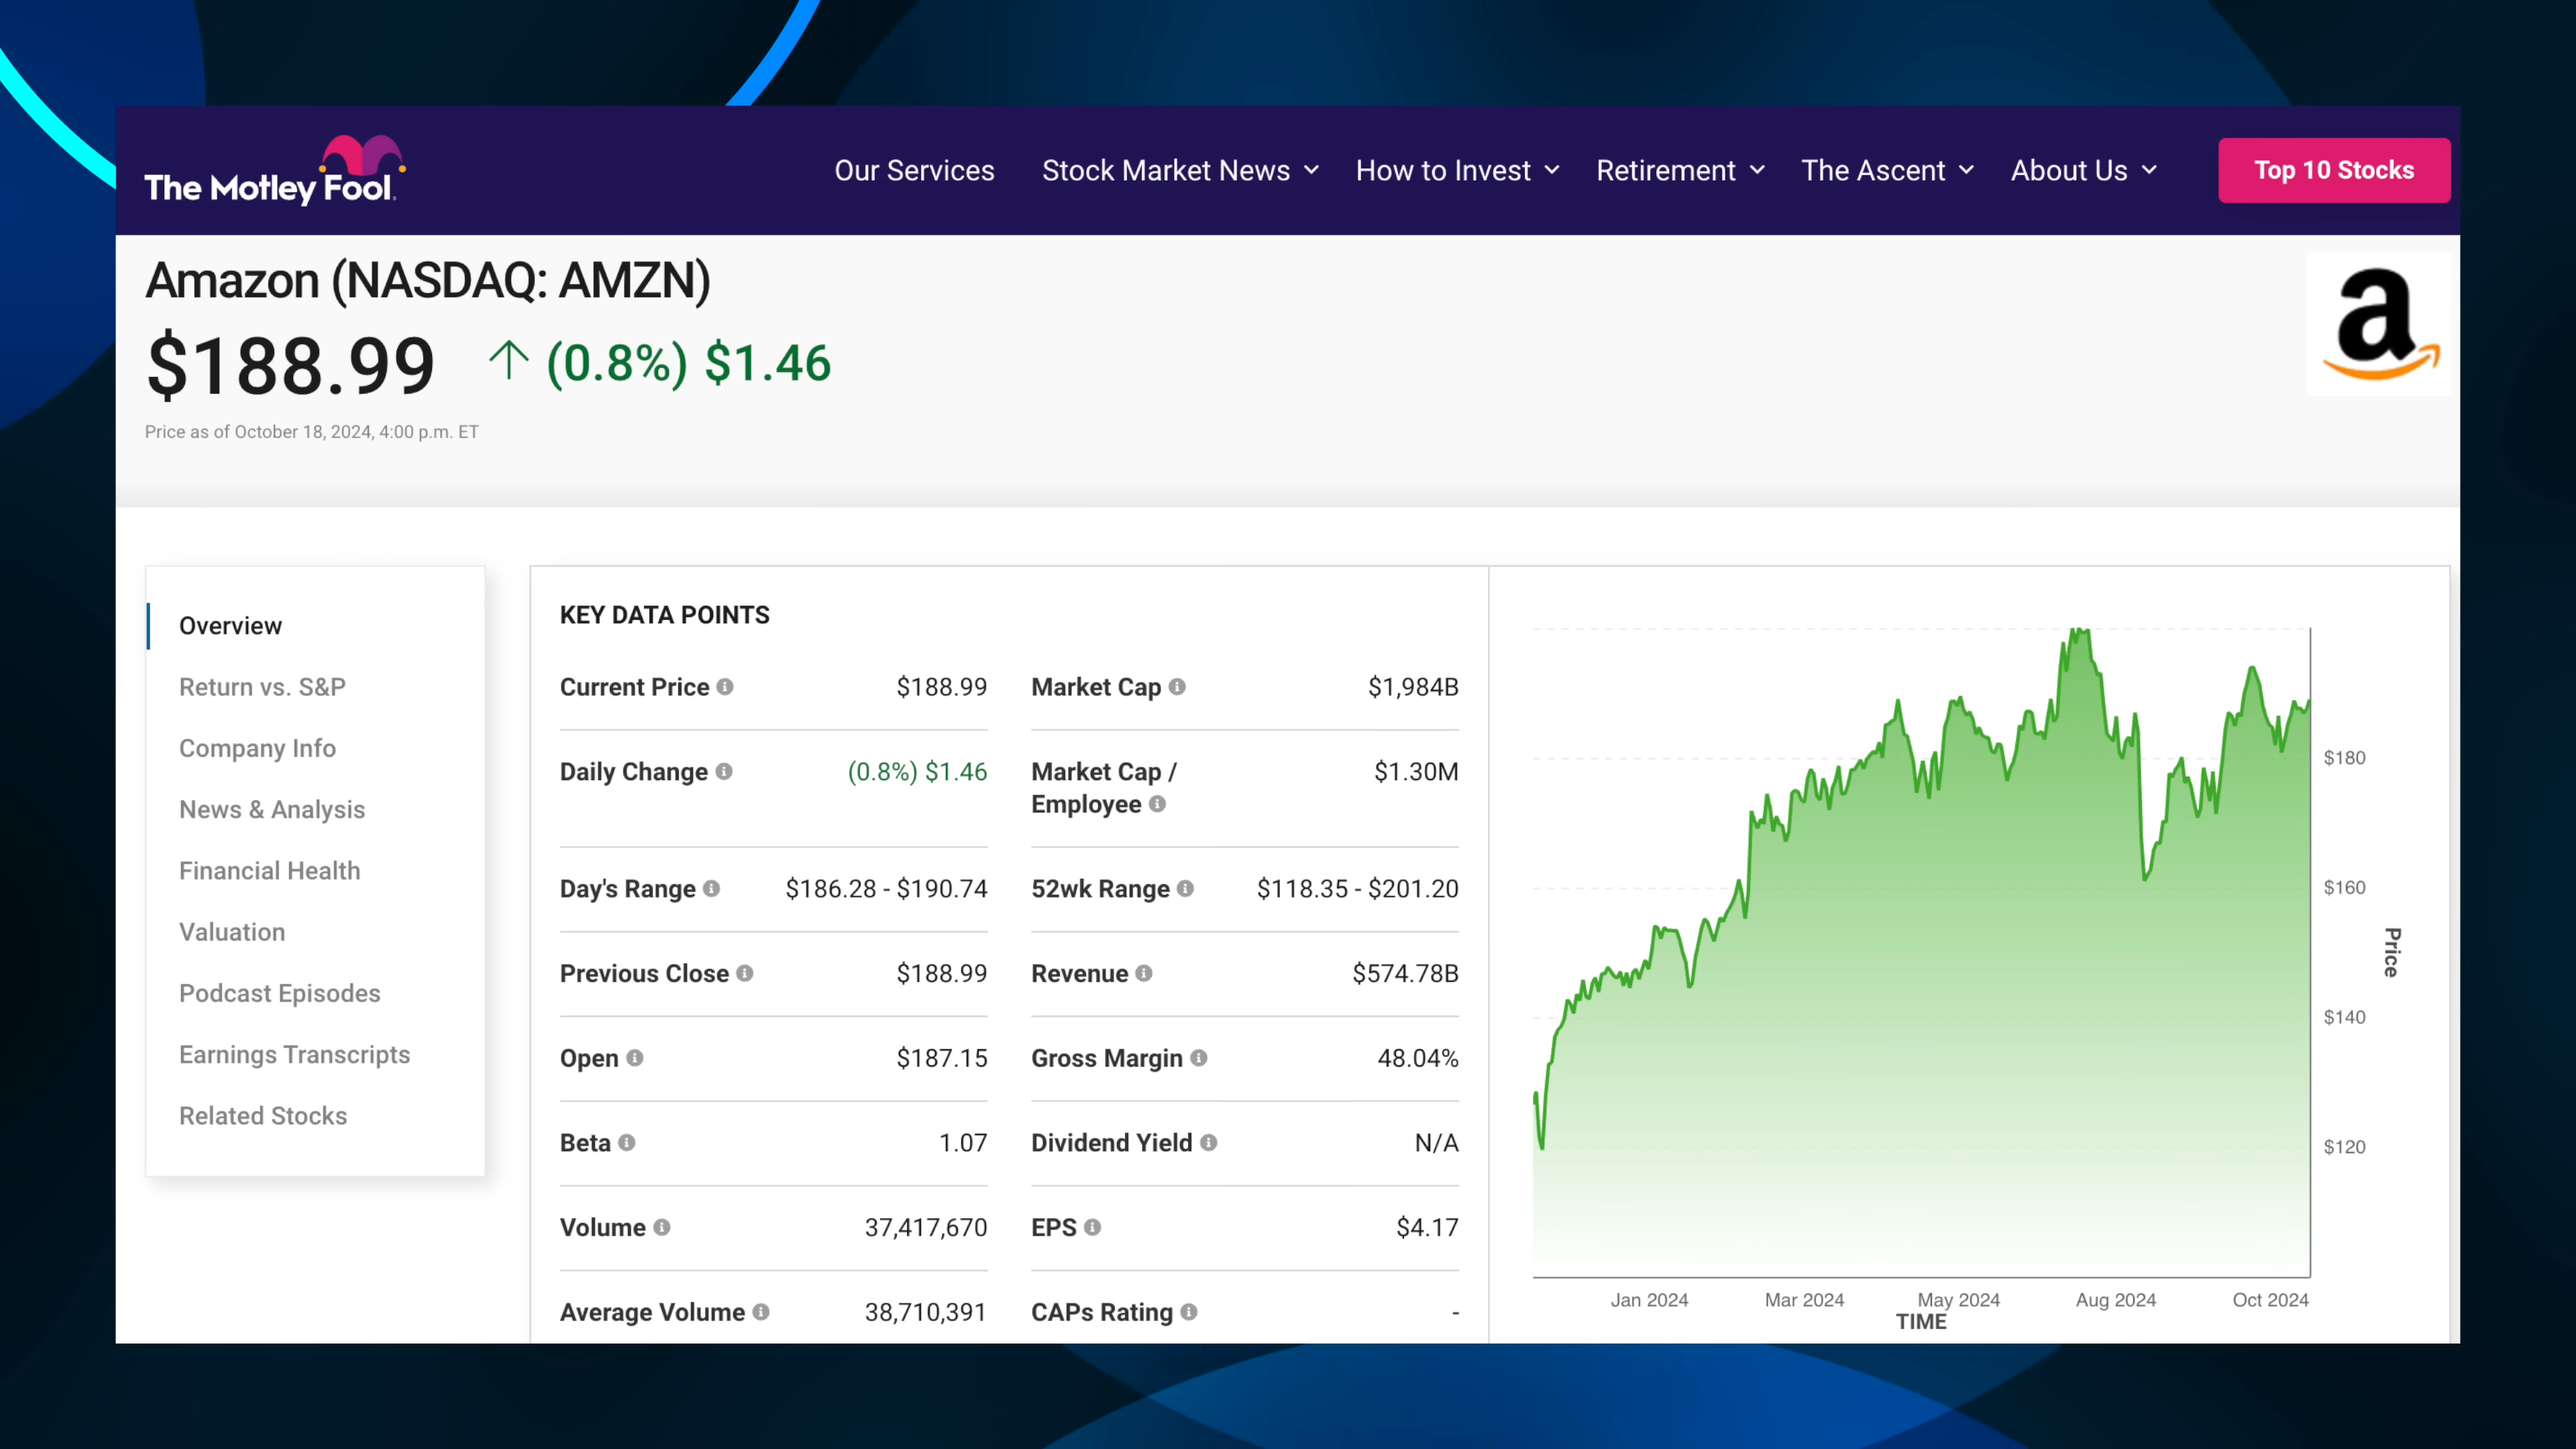 The Motley Fool.
Our Services Stock Market News How to Invest Retirement The Ascent About Us Top 10 Stocks
Amazon (NASDAQ: AMZN)
$188.99 (0.8%) $1.46
Price as of October 18, 2024, 4:00 p.m. ET
a
Overview
Return vs. S&P
Company Info
News & Analysis
Financial Health
Valuation
Podcast Episodes
Earnings Transcripts
Related Stocks
KEY DATA POINTS
Current Price $188.99
Daily Change (0.8%) $1.46
Day's Range $186.28 - $190.74
Previous Close $188.99
Open $187.15
Beta 1.07
Volume 37,417,670
Average Volume 38,710,391
Market Cap $1,984B
Market Cap / $1.30M
Employee
52wk Range $118.35 - $201.20
Revenue $574.78B
Gross Margin 48.04%
Dividend Yield N/A
EPS $4.17
CAPs Rating -
$180
$160
$140
$120
Price
Jan 2024 Mar 2024 May 2024 Aug 2024 Oct 2024
TIME